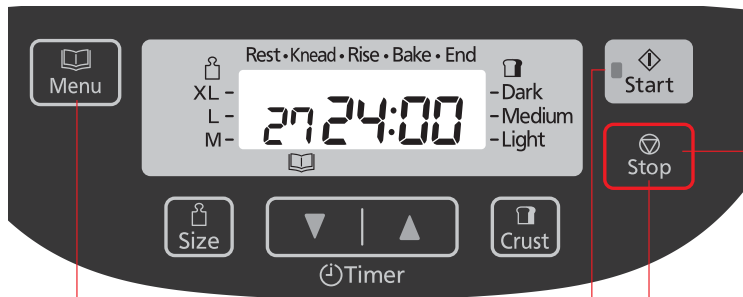 Menu
Rest • Knead • Rise • Bake • End
XL –
L –
M –
27 24:00
– Dark
– Medium
– Light
Start
Stop
Size
Timer
Crust